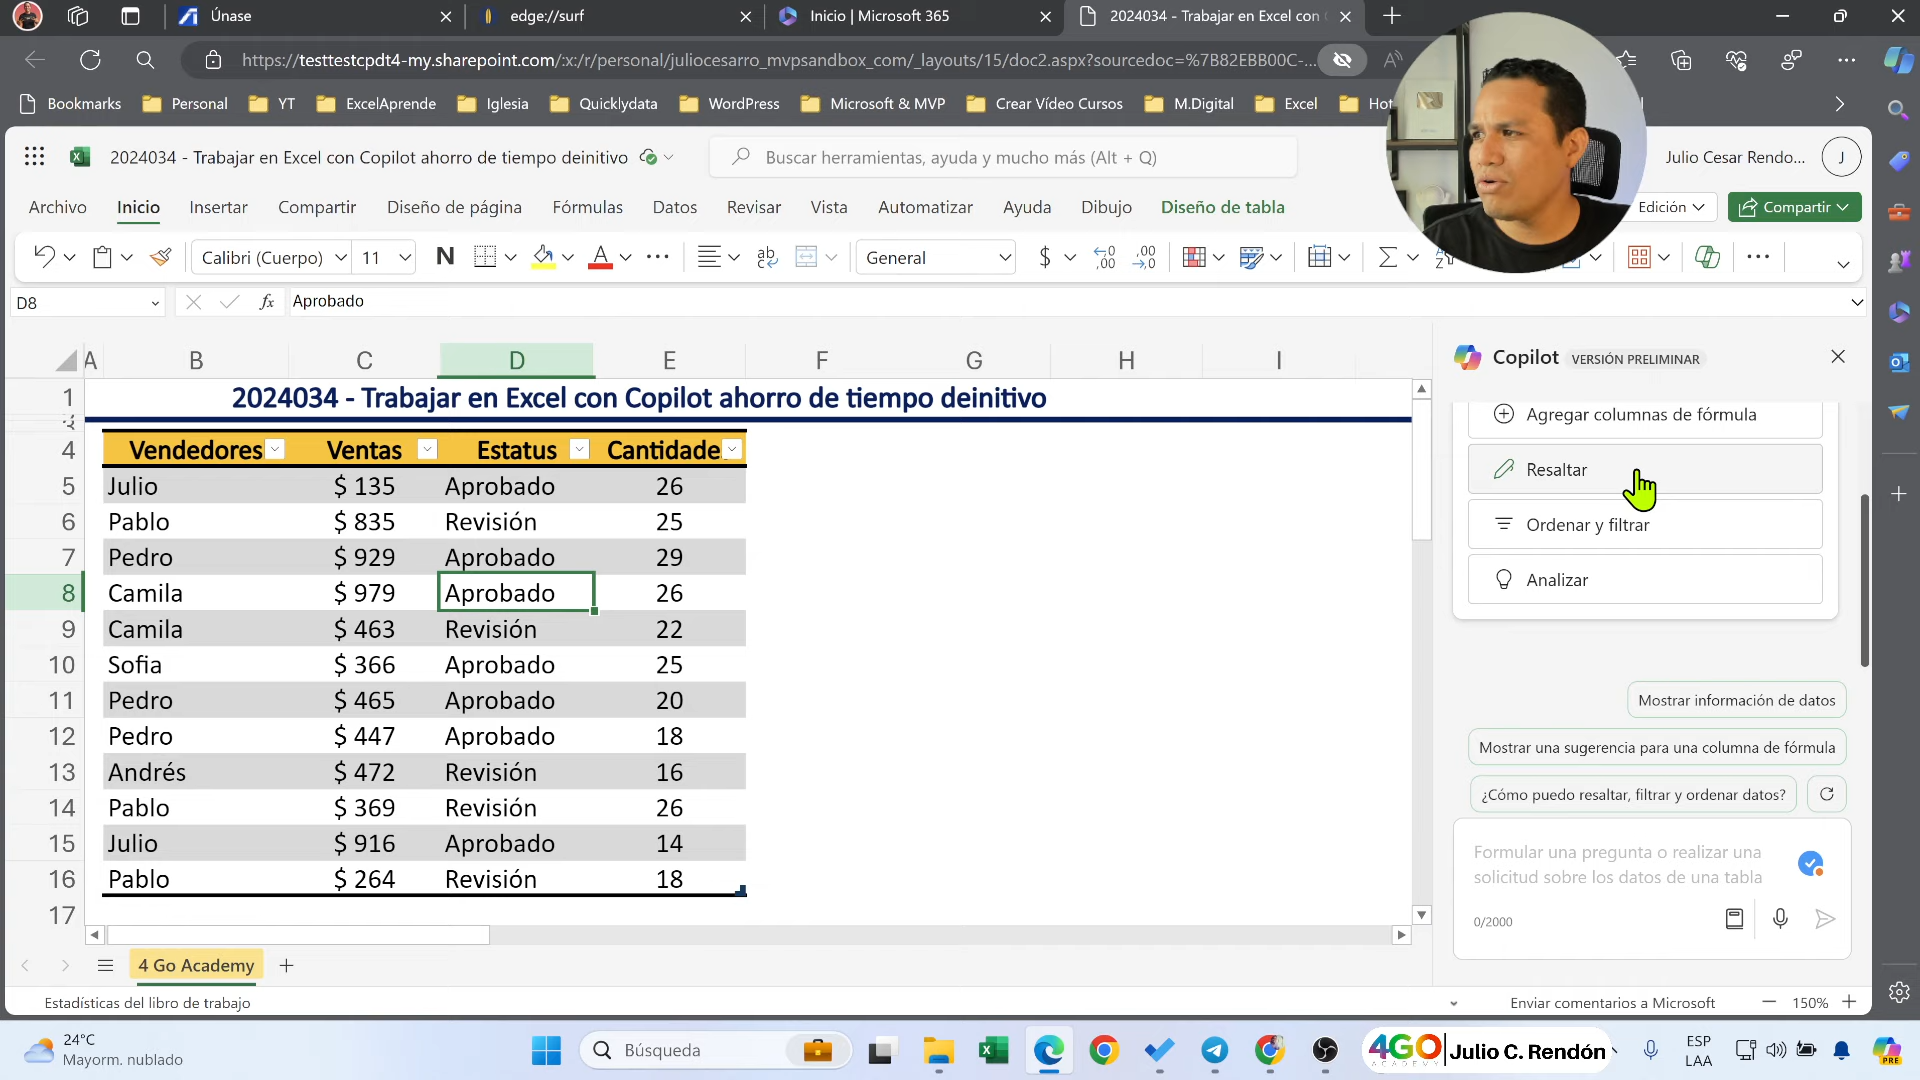 Únase
edge://surf
Inicio | Microsoft 365
2024034 - Trabajar en Excel con
https://testtestcpdt4-my.sharepoint.com/:x:/r/personal/juliocesarro_mvpsandbox_com/_layouts/15/doc2.aspx?sourcedoc=%7B82EBB00C-...
Bookmarks
Personal
YT
ExcelAprende
Iglesia
Quicklydata
WordPress
Microsoft & MVP
Crear Vídeo Cursos
M.Digital
Excel
2024034 - Trabajar en Excel con Copilot ahorro de tiempo deinitivo
Buscar herramientas, ayuda y mucho más (Alt + Q)
Julio Cesar Rendo...
J
Archivo
Inicio
Insertar
Compartir
Diseño de página
Fórmulas
Datos
Revisar
Vista
Automatizar
Ayuda
Dibujo
Diseño de tabla
Edición
Compartir
Calibri (Cuerpo)
11
N
General
D8
fx
Aprobado
A B C D E F G H I
1 2024034 - Trabajar en Excel con Copilot ahorro de tiempo deinitivo
4 Vendedores Ventas Estatus Cantidade
5 Julio $ 135 Aprobado 26
6 Pablo $ 835 Revisión 25
7 Pedro $ 929 Aprobado 29
8 Camila $ 979 Aprobado 26
9 Camila $ 463 Revisión 22
10 Sofia $ 366 Aprobado 25
11 Pedro $ 465 Aprobado 20
12 Pedro $ 447 Aprobado 18
13 Andrés $ 472 Revisión 16
14 Pablo $ 369 Revisión 26
15 Julio $ 916 Aprobado 14
16 Pablo $ 264 Revisión 18
17
4 Go Academy
Estadísticas del libro de trabajo
Copilot VERSIÓN PRELIMINAR
Agregar columnas de fórmula
Resaltar
Ordenar y filtrar
Analizar
Mostrar información de datos
Mostrar una sugerencia para una columna de fórmula
¿Cómo puedo resaltar, filtrar y ordenar datos?
Formular una pregunta o realizar una
solicitud sobre los datos de una tabla
0/2000
Enviar comentarios a Microsoft
150%
24°C
Mayorm. nublado
Búsqueda
4GO
ACADEMY
Julio C. Rendón
ESP
LAA
PRE